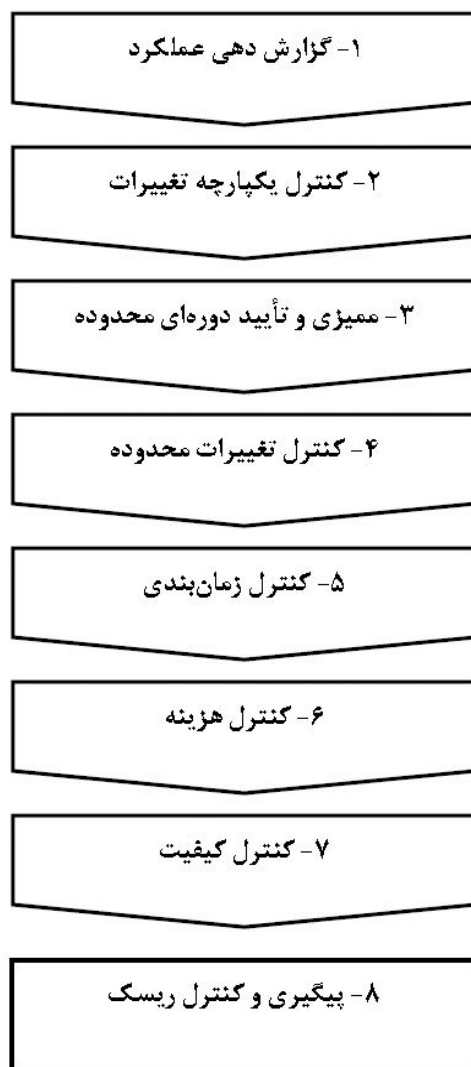 ۱- گزارش دهی عملکرد
۲- کنترل یکپارچه تغییرات
۳- ممیزی و تأیید دوره‌ای محدوده
۴- کنترل تغییرات محدوده
۵- کنترل زمان‌بندی
۶- کنترل هزینه
۷- کنترل کیفیت
۸- پیگیری و کنترل ریسک